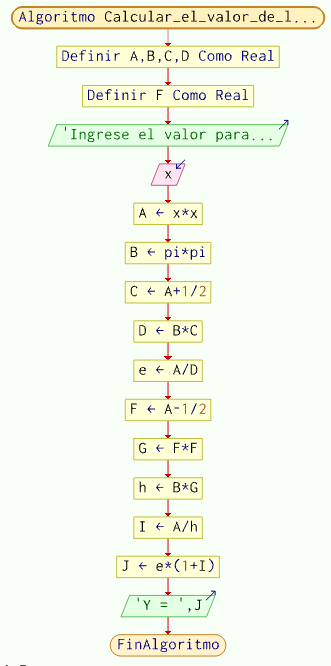 Algoritmo Calcular_el_valor_de_l...
Definir A,B,C,D Como Real
Definir F Como Real
'Ingrese el valor para...
x
A ← x*x
B ← pi*pi
C ← A+1/2
D ← B*C
e ← A/D
F ← A-1/2
G ← F*F
h ← B*G
I ← A/h
J ← e*(1+I)
'Y = ',J
FinAlgoritmo